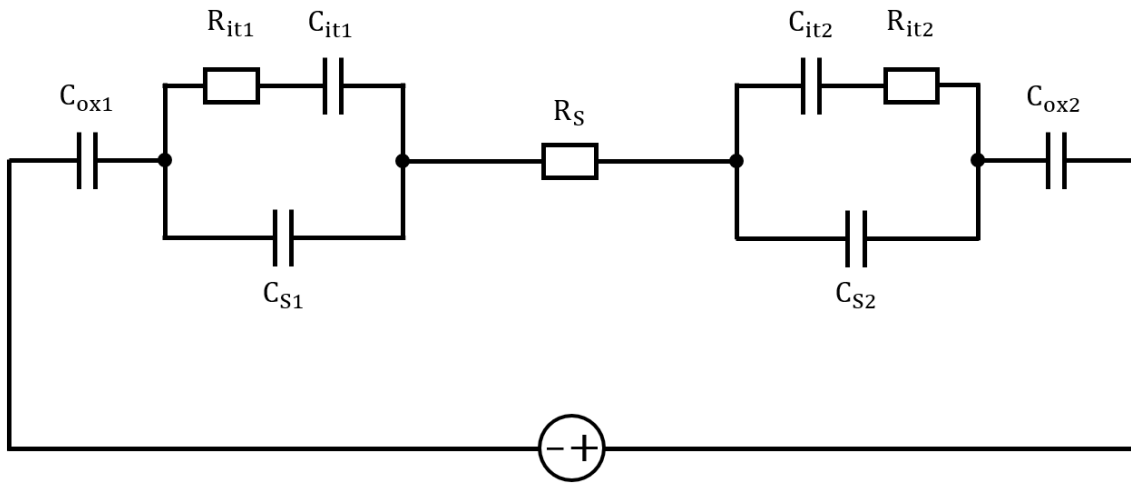 R_it1
C_it1
C_it2
R_it2
C_ox1
R_S
C_ox2
C_S1
C_S2
- +